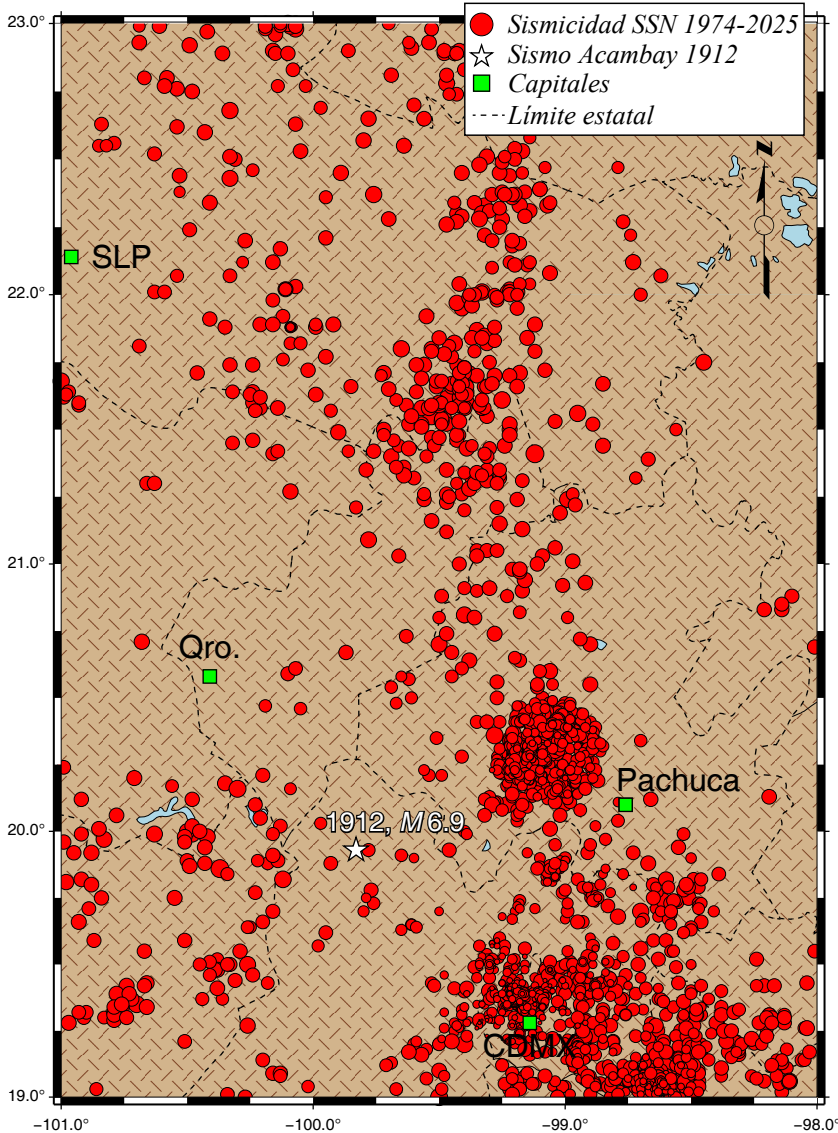 23.0°
Sismicidad SSN 1974-2025
Sismo Acambay 1912
Capitales
Límite estatal
N
SLP
22.0°
21.0°
Qro.
Pachuca
1912, M 6.9
20.0°
CDMX
19.0°
−101.0° −100.0° −99.0° −98.0°